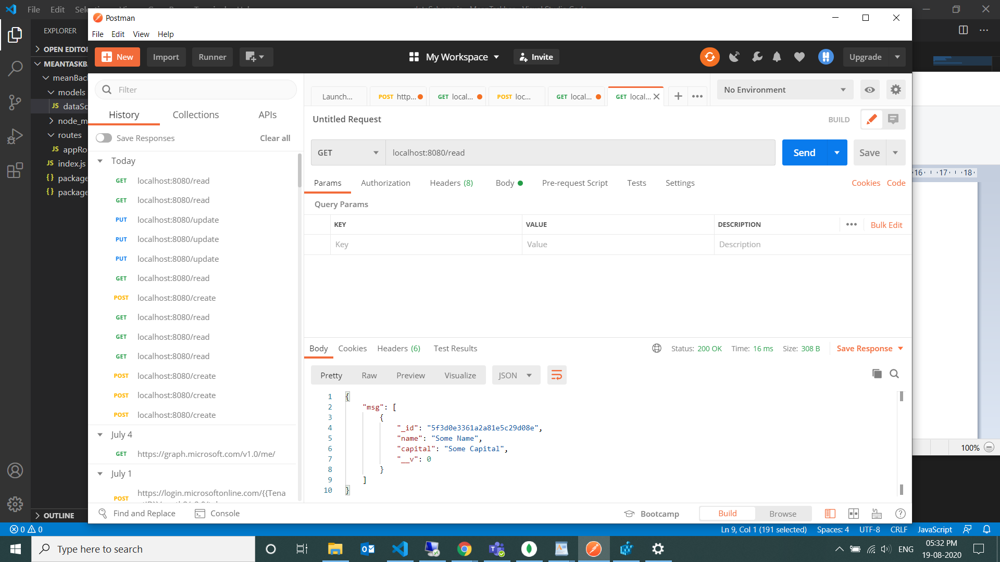 File Edit
EXPLORER
OPEN EDITO
MEANTASKB
meanBac
models
JS dataSc
node_m
routes
JS appRo
JS index.js
{} package
{} package
OUTLINE
Postman
File Edit View Help
New Import Runner My Workspace Invite Upgrade
Filter
History Collections APIs
Save Responses Clear all
Today
GET localhost:8080/read
GET localhost:8080/read
PUT localhost:8080/update
PUT localhost:8080/update
PUT localhost:8080/update
GET localhost:8080/read
POST localhost:8080/create
GET localhost:8080/read
GET localhost:8080/read
GET localhost:8080/read
POST localhost:8080/create
POST localhost:8080/create
POST localhost:8080/create
July 4
GET https://graph.microsoft.com/v1.0/me/
July 1
POST https://login.microsoftonline.com/{{Tena
Launch... POST http... GET local... POST loc... GET local... GET local... No Environment
Untitled Request BUILD
GET localhost:8080/read Send Save
Params Authorization Headers (8) Body Pre-request Script Tests Settings Cookies Code
Query Params
KEY VALUE DESCRIPTION Bulk Edit
Key Value Description
Body Cookies Headers (6) Test Results Status: 200 OK Time: 16 ms Size: 308 B Save Response
Pretty Raw Preview Visualize JSON
1 {
2 "msg": [
3 {
4 "_id": "5f3d0e3361a2a81e5c29d08e",
5 "name": "Some Name",
6 "capital": "Some Capital",
7 "__v": 0
8 }
9 ]
10 }
Find and Replace Console Bootcamp Build Browse
16 17 18
100%
0 0 Ln 9, Col 1 (191 selected) Spaces: 4 UTF-8 CRLF JavaScript
Type here to search ENG 05:32 PM
19-08-2020